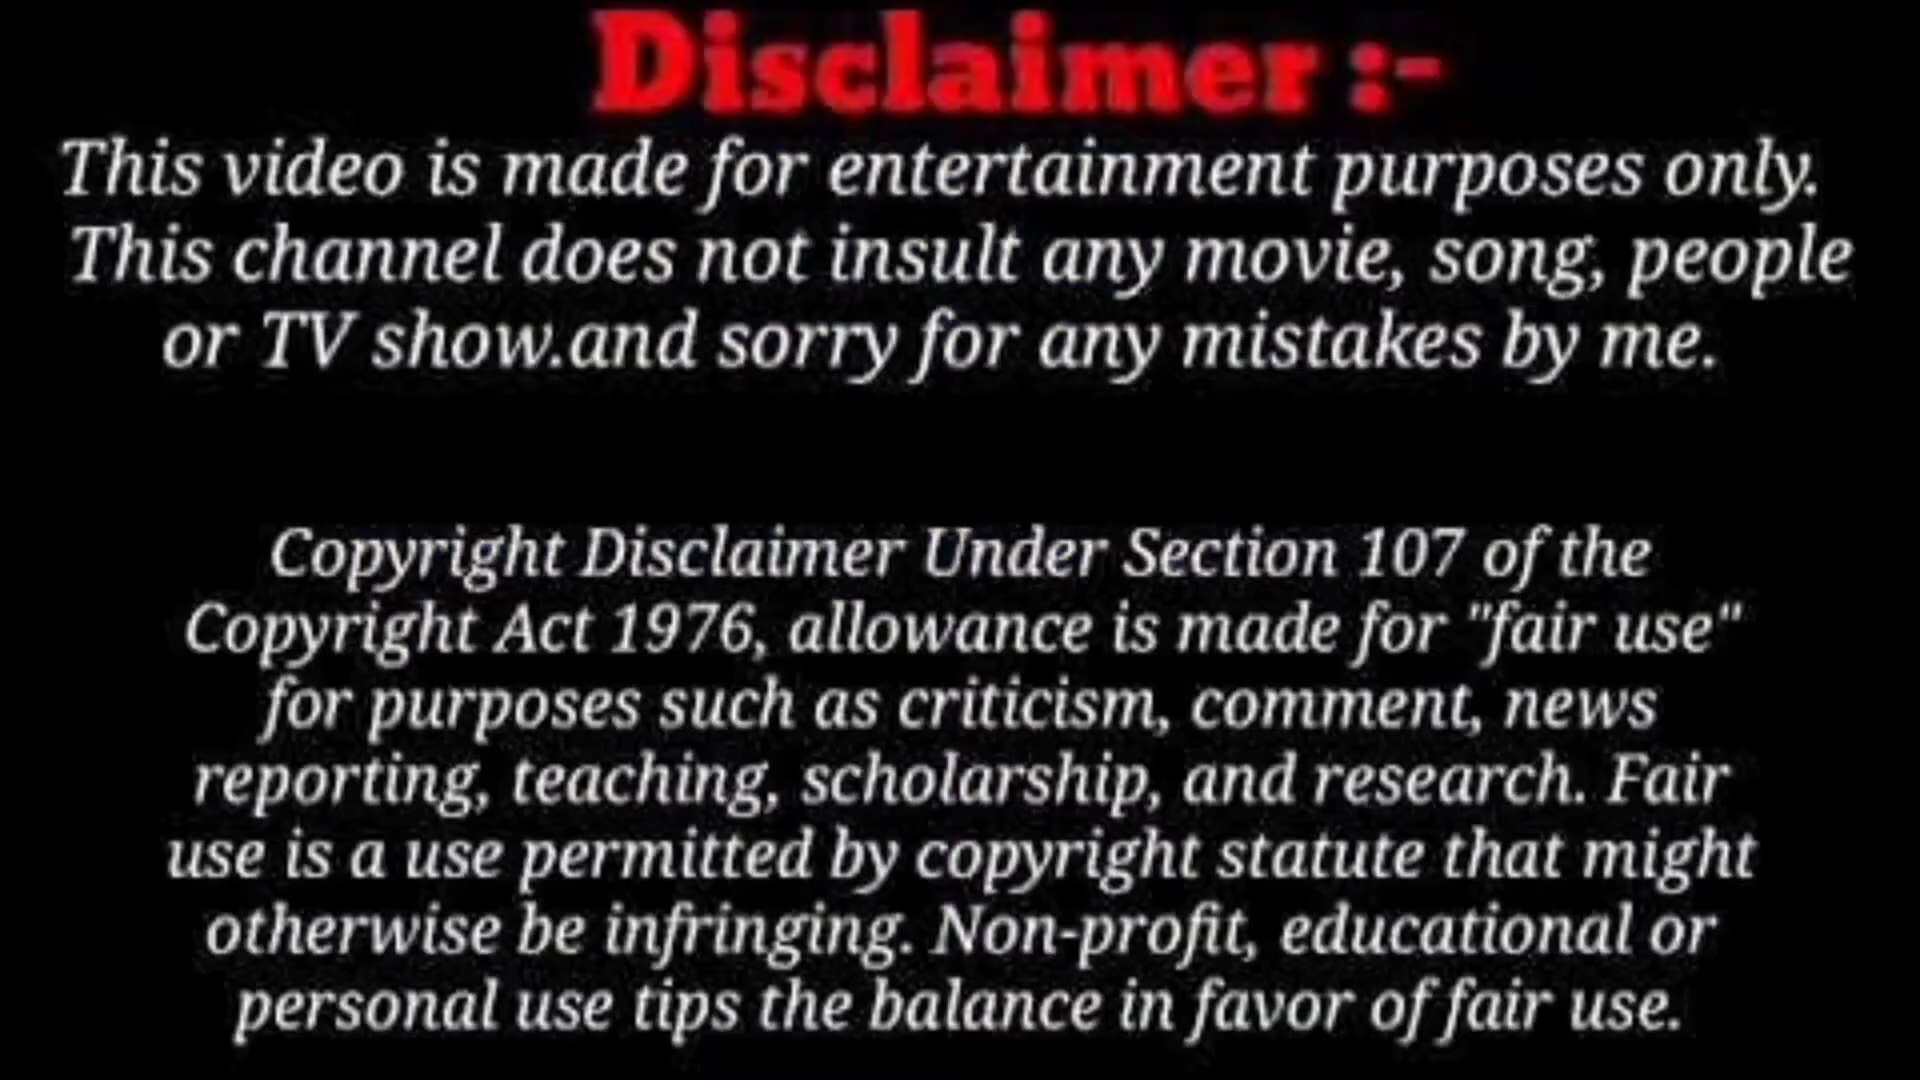 Disclaimer :-
This video is made for entertainment purposes only.
This channel does not insult any movie, song, people
or TV show.and sorry for any mistakes by me.
Copyright Disclaimer Under Section 107 of the
Copyright Act 1976, allowance is made for "fair use"
for purposes such as criticism, comment, news
reporting, teaching, scholarship, and research. Fair
use is a use permitted by copyright statute that might
otherwise be infringing. Non-profit, educational or
personal use tips the balance in favor of fair use.